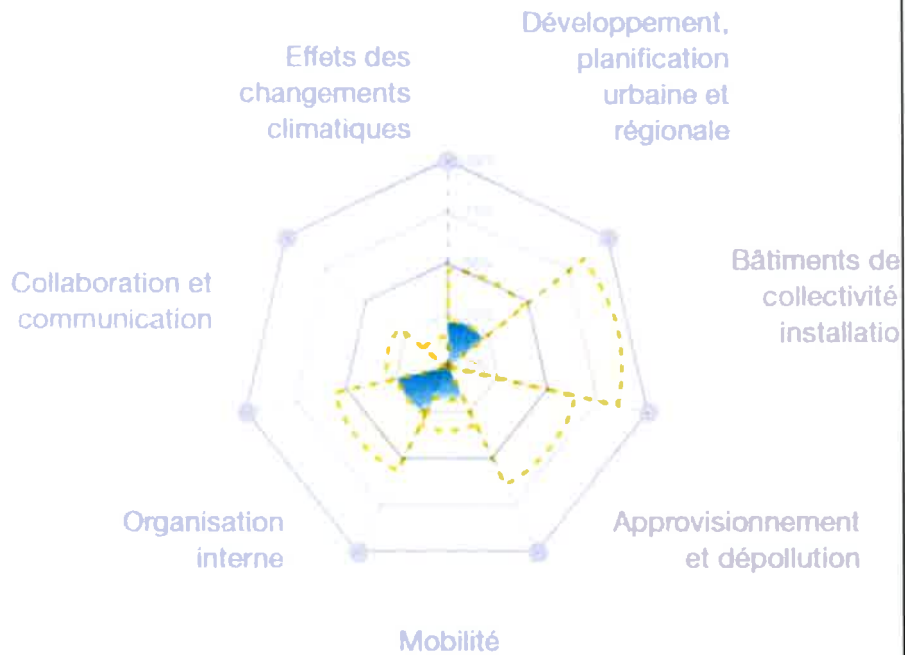 Développement,
planification
urbaine et
régionale
Effets des
changements
climatiques
Bâtiments de
collectivité
installatio
Collaboration et
communication
Organisation
interne
Approvisionnement
et dépollution
Mobilité